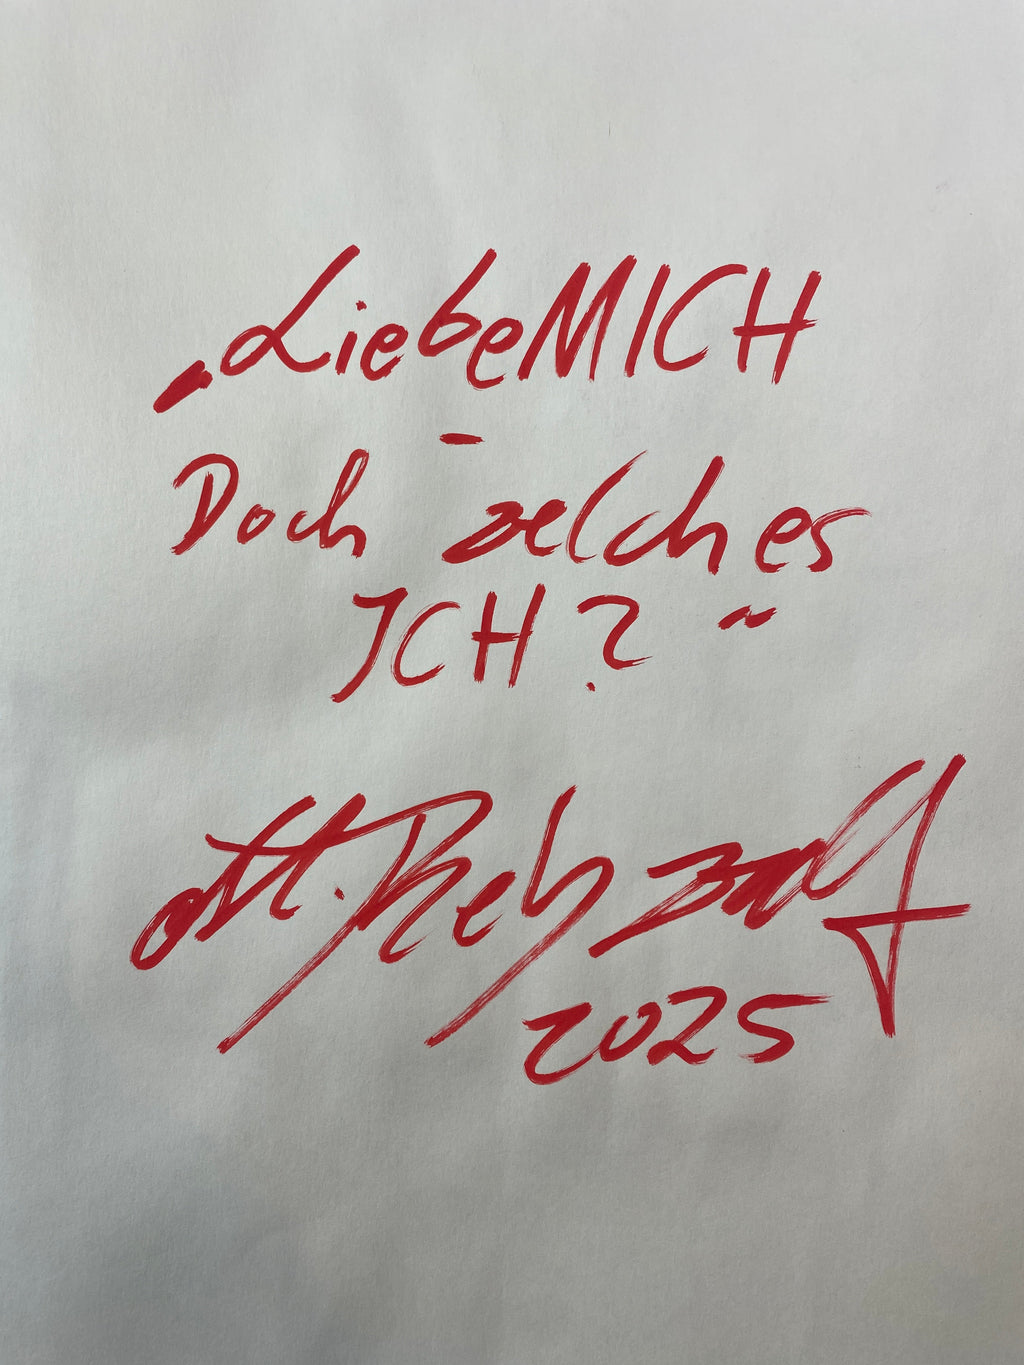 „LiebeMICH
-
Doch welches
ICH?"
2025